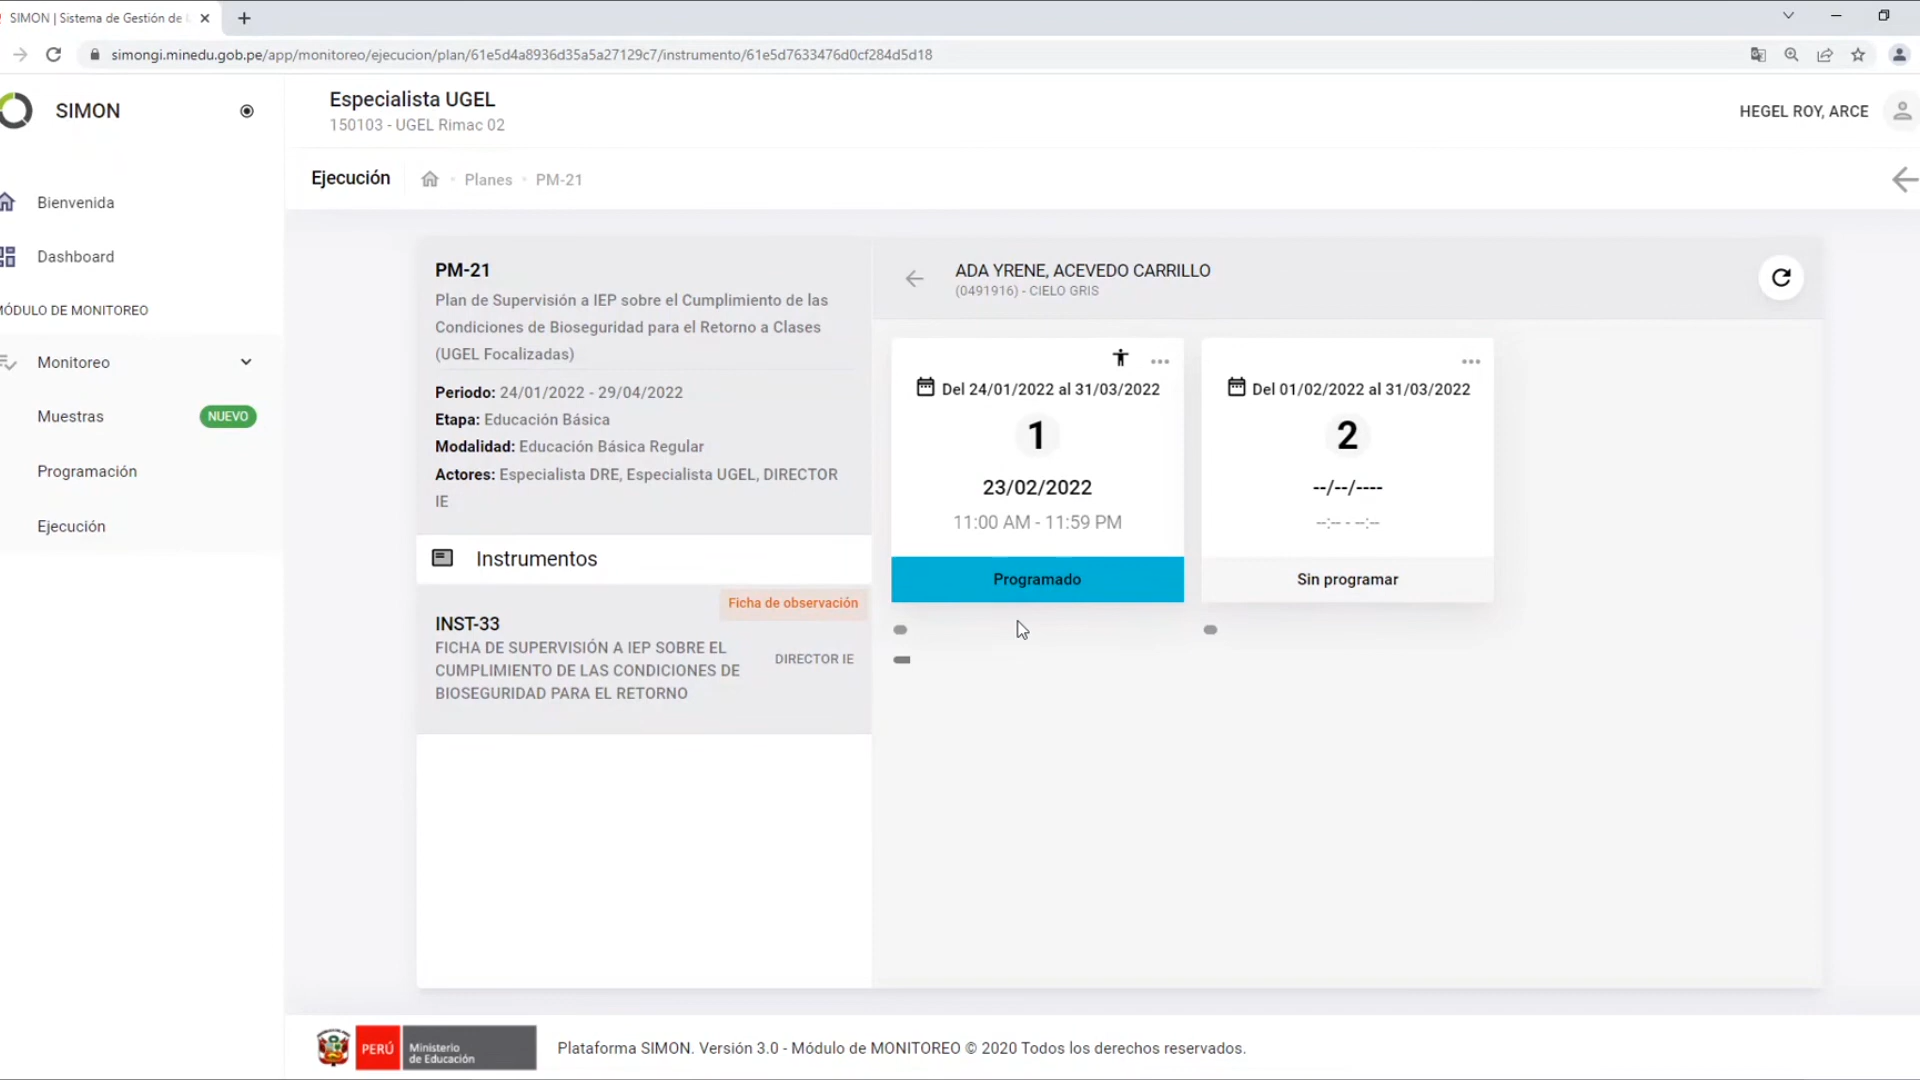 SIMON | Sistema de Gestión de
simongi.minedu.gob.pe/app/monitoreo/ejecucion/plan/61e5d4a8936d35a5a27129c7/instrumento/61e5d7633476d0cf284d5d18
SIMON
Especialista UGEL
150103 - UGEL Rimac 02
HEGEL ROY, ARCE
Ejecución
Planes
PM-21
Bienvenida
Dashboard
MÓDULO DE MONITOREO
Monitoreo
Muestras
NUEVO
Programación
Ejecución
PM-21
Plan de Supervisión a IEP sobre el Cumplimiento de las
Condiciones de Bioseguridad para el Retorno a Clases
(UGEL Focalizadas)
Periodo: 24/01/2022 - 29/04/2022
Etapa: Educación Básica
Modalidad: Educación Básica Regular
Actores: Especialista DRE, Especialista UGEL, DIRECTOR
IE
Instrumentos
Ficha de observación
INST-33
FICHA DE SUPERVISIÓN A IEP SOBRE EL
CUMPLIMIENTO DE LAS CONDICIONES DE
BIOSEGURIDAD PARA EL RETORNO
DIRECTOR IE
ADA YRENE, ACEVEDO CARRILLO
(0491916) - CIELO GRIS
Del 24/01/2022 al 31/03/2022
1
23/02/2022
11:00 AM - 11:59 PM
Programado
Del 01/02/2022 al 31/03/2022
2
--/--/----
--:-- - --:--
Sin programar
PERÚ
Ministerio
de Educación
Plataforma SIMON. Versión 3.0 - Módulo de MONITOREO © 2020 Todos los derechos reservados.